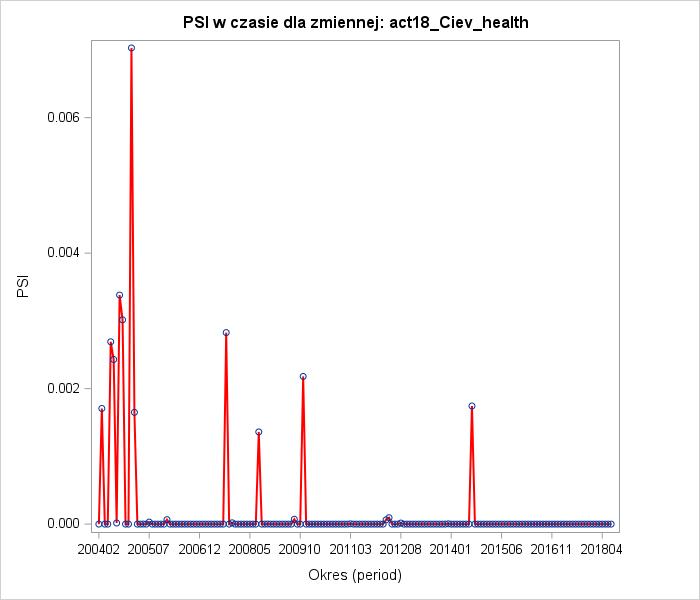 PSI w czasie dla zmiennej: act18_Ciev_health
0.006
0.004
0.002
0.000
PSI
200402 200507 200612 200805 200910 201103 201208 201401 201506 201611 201804
Okres (period)